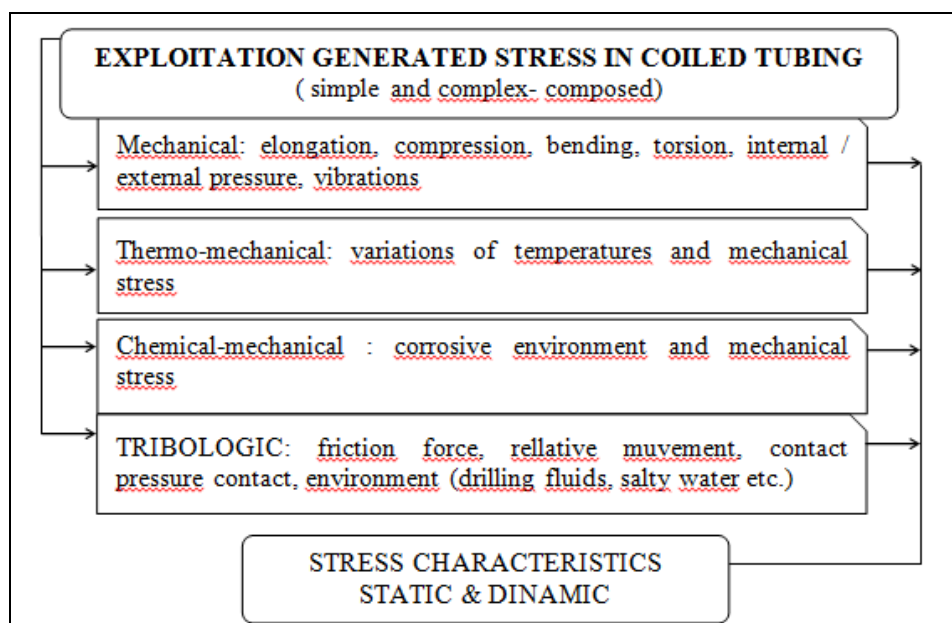 EXPLOITATION GENERATED STRESS IN COILED TUBING
( simple and complex- composed)
Mechanical: elongation, compression, bending, torsion, internal /
external pressure, vibrations
Thermo-mechanical: variations of temperatures and mechanical
stress
Chemical-mechanical : corrosive environment and mechanical
stress
TRIBOLOGIC: friction force, rellative muvement, contact
pressure contact, environment (drilling fluids, salty water etc.)
STRESS CHARACTERISTICS
STATIC & DINAMIC